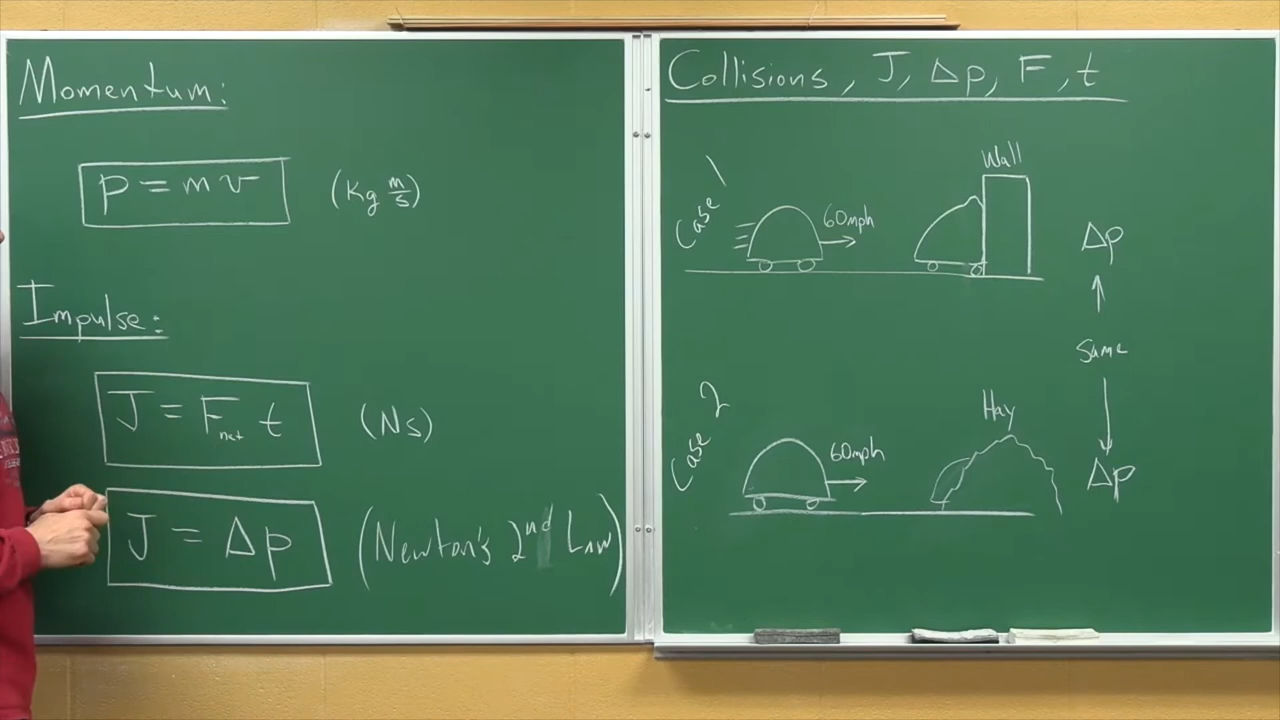 Momentum:
p = mv (kg m/s)
Impulse:
J = Fnet t (Ns)
J = Δp (Newton's 2nd Law)
Collisions, J, Δp, F, t
Case 1
60mph
Wall
Δp
Same
Case 2
60mph
Hay
Δp